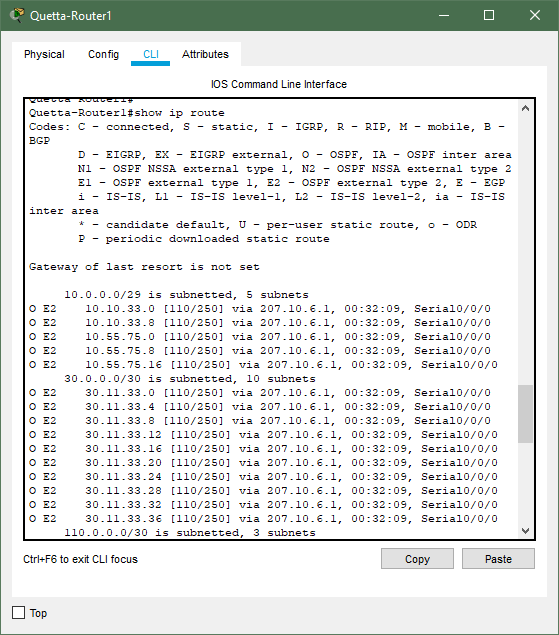 Quetta-Router1
Physical Config CLI Attributes
IOS Command Line Interface
Quetta-Router1#
Quetta-Router1#show ip route
Codes: C - connected, S - static, I - IGRP, R - RIP, M - mobile, B -
BGP
D - EIGRP, EX - EIGRP external, O - OSPF, IA - OSPF inter area
N1 - OSPF NSSA external type 1, N2 - OSPF NSSA external type 2
E1 - OSPF external type 1, E2 - OSPF external type 2, E - EGP
i - IS-IS, L1 - IS-IS level-1, L2 - IS-IS level-2, ia - IS-IS
inter area
* - candidate default, U - per-user static route, o - ODR
P - periodic downloaded static route
Gateway of last resort is not set
10.0.0.0/29 is subnetted, 5 subnets
O E2 10.10.33.0 [110/250] via 207.10.6.1, 00:32:09, Serial0/0/0
O E2 10.10.33.8 [110/250] via 207.10.6.1, 00:32:09, Serial0/0/0
O E2 10.55.75.0 [110/250] via 207.10.6.1, 00:32:09, Serial0/0/0
O E2 10.55.75.8 [110/250] via 207.10.6.1, 00:32:09, Serial0/0/0
O E2 10.55.75.16 [110/250] via 207.10.6.1, 00:32:09, Serial0/0/0
30.0.0.0/30 is subnetted, 10 subnets
O E2 30.11.33.0 [110/250] via 207.10.6.1, 00:32:09, Serial0/0/0
O E2 30.11.33.4 [110/250] via 207.10.6.1, 00:32:09, Serial0/0/0
O E2 30.11.33.8 [110/250] via 207.10.6.1, 00:32:09, Serial0/0/0
O E2 30.11.33.12 [110/250] via 207.10.6.1, 00:32:09, Serial0/0/0
O E2 30.11.33.16 [110/250] via 207.10.6.1, 00:32:09, Serial0/0/0
O E2 30.11.33.20 [110/250] via 207.10.6.1, 00:32:09, Serial0/0/0
O E2 30.11.33.24 [110/250] via 207.10.6.1, 00:32:09, Serial0/0/0
O E2 30.11.33.28 [110/250] via 207.10.6.1, 00:32:09, Serial0/0/0
O E2 30.11.33.32 [110/250] via 207.10.6.1, 00:32:09, Serial0/0/0
O E2 30.11.33.36 [110/250] via 207.10.6.1, 00:32:09, Serial0/0/0
110.0.0.0/30 is subnetted, 3 subnets
Ctrl+F6 to exit CLI focus
Copy Paste
Top